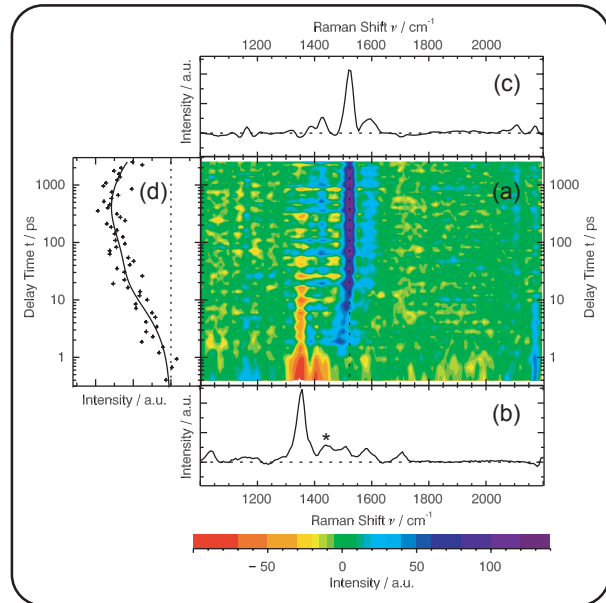 Raman Shift ν / cm⁻¹
1200 1400 1600 1800 2000
Intensity / a.u.
(c)
(d)
(a)
1000
100
10
1
Delay Time t / ps
1000
100
10
1
Delay Time t / ps
Intensity / a.u.
Intensity / a.u.
(b)
*
1200 1400 1600 1800 2000
Raman Shift ν / cm⁻¹
−50 0 50 100
Intensity / a.u.